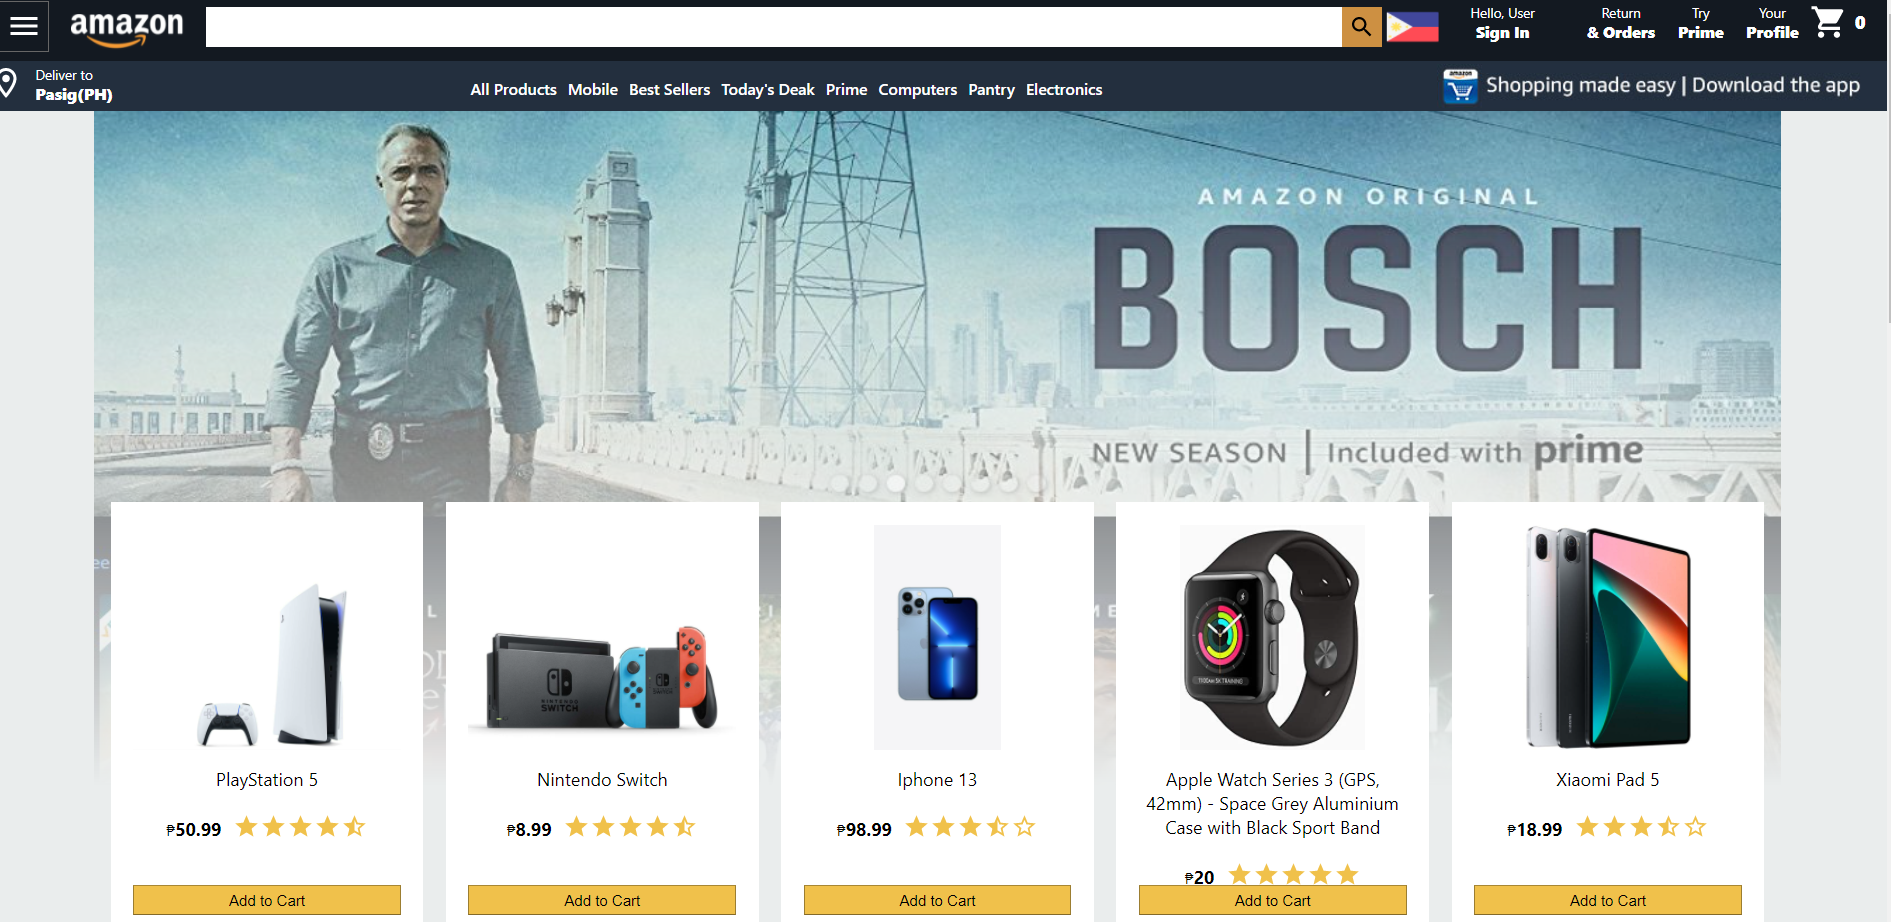 amazon
Hello, User
Sign In
Return
& Orders
Try
Prime
Your
Profile
0
Deliver to
Pasig(PH)
All Products Mobile Best Sellers Today's Deak Prime Computers Pantry Electronics
amazon
Shopping made easy | Download the app
AMAZON ORIGINAL
BOSCH
NEW SEASON | Included with prime
NINTENDO
SWITCH
PlayStation 5
₱50.99
Add to Cart
Nintendo Switch
₱8.99
Add to Cart
Iphone 13
₱98.99
Add to Cart
Apple Watch Series 3 (GPS,
42mm) - Space Grey Aluminium
Case with Black Sport Band
₱20
Add to Cart
Xiaomi Pad 5
₱18.99
Add to Cart